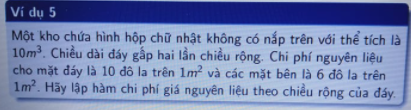 Ví dụ 5
Một kho chứa hình hộp chữ nhật không có nắp trên với thể tích là
10m³. Chiều dài đáy gấp hai lần chiều rộng. Chi phí nguyên liệu
cho mặt đáy là 10 đô la trên 1m² và các mặt bên là 6 đô la trên
1m². Hãy lập hàm chi phí giá nguyên liệu theo chiều rộng của đáy.